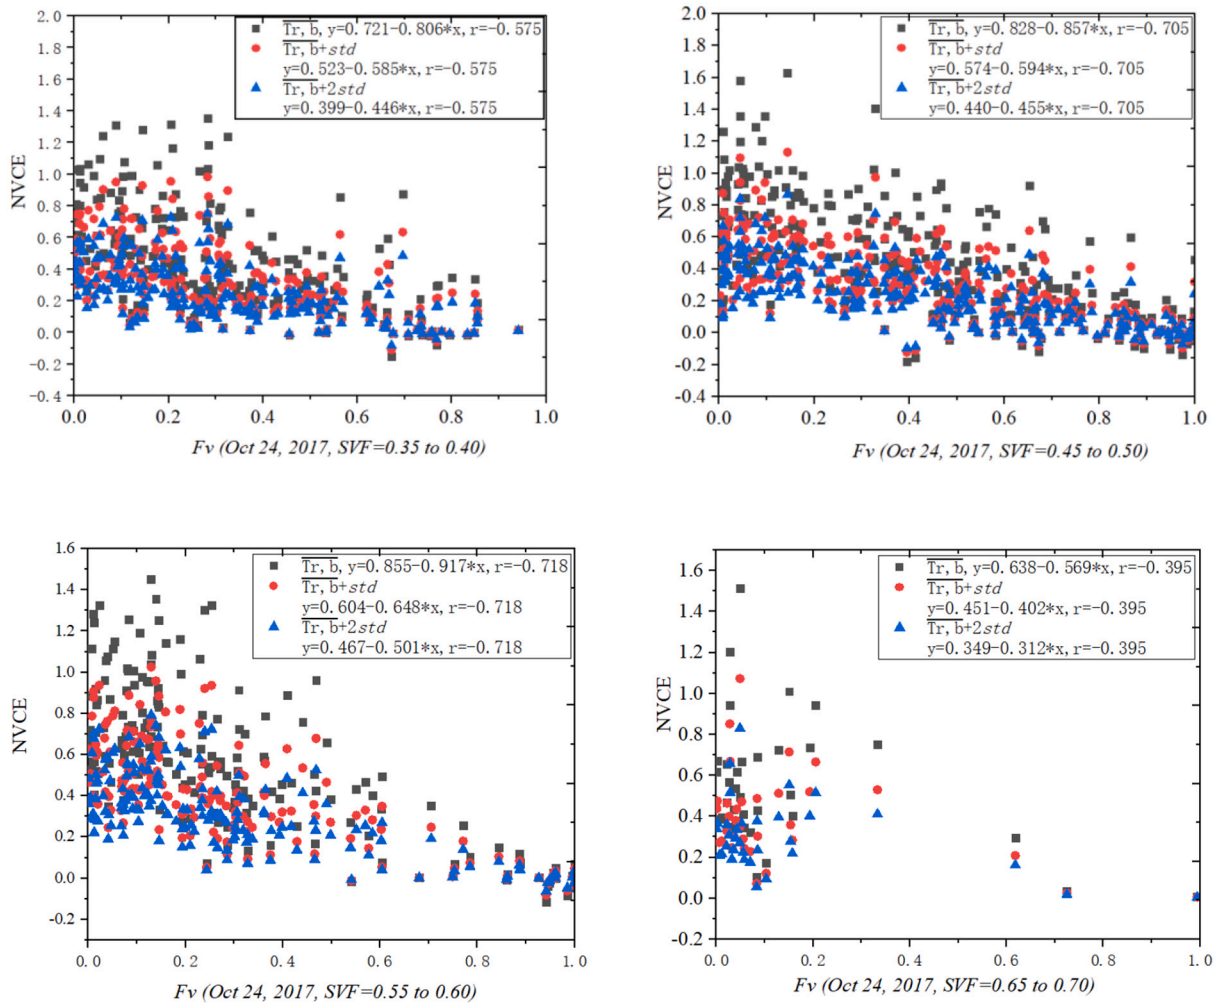 Tr, b, y=0.721-0.806*x, r=-0.575
Tr, b+std
y=0.523-0.585*x, r=-0.575
Tr, b+2std
y=0.399-0.446*x, r=-0.575
2.0
1.8
1.6
1.4
1.2
1.0
0.8
0.6
0.4
0.2
0.0
-0.2
-0.4
NVCE
0.0 0.2 0.4 0.6 0.8 1.0
Fv (Oct 24, 2017, SVF=0.35 to 0.40)
Tr, b, y=0.828-0.857*x, r=-0.705
Tr, b+std
y=0.574-0.594*x, r=-0.705
Tr, b+2std
y=0.440-0.455*x, r=-0.705
2.0
1.8
1.6
1.4
1.2
1.0
0.8
0.6
0.4
0.2
0.0
-0.2
-0.4
NVCE
0.0 0.2 0.4 0.6 0.8 1.0
Fv (Oct 24, 2017, SVF=0.45 to 0.50)
Tr, b, y=0.855-0.917*x, r=-0.718
Tr, b+std
y=0.604-0.648*x, r=-0.718
Tr, b+2std
y=0.467-0.501*x, r=-0.718
1.6
1.4
1.2
1.0
0.8
0.6
0.4
0.2
0.0
-0.2
NVCE
0.0 0.2 0.4 0.6 0.8 1.0
Fv (Oct 24, 2017, SVF=0.55 to 0.60)
Tr, b, y=0.638-0.569*x, r=-0.395
Tr, b+std
y=0.451-0.402*x, r=-0.395
Tr, b+2std
y=0.349-0.312*x, r=-0.395
1.6
1.4
1.2
1.0
0.8
0.6
0.4
0.2
0.0
-0.2
NVCE
0.0 0.2 0.4 0.6 0.8 1.0
Fv (Oct 24, 2017, SVF=0.65 to 0.70)